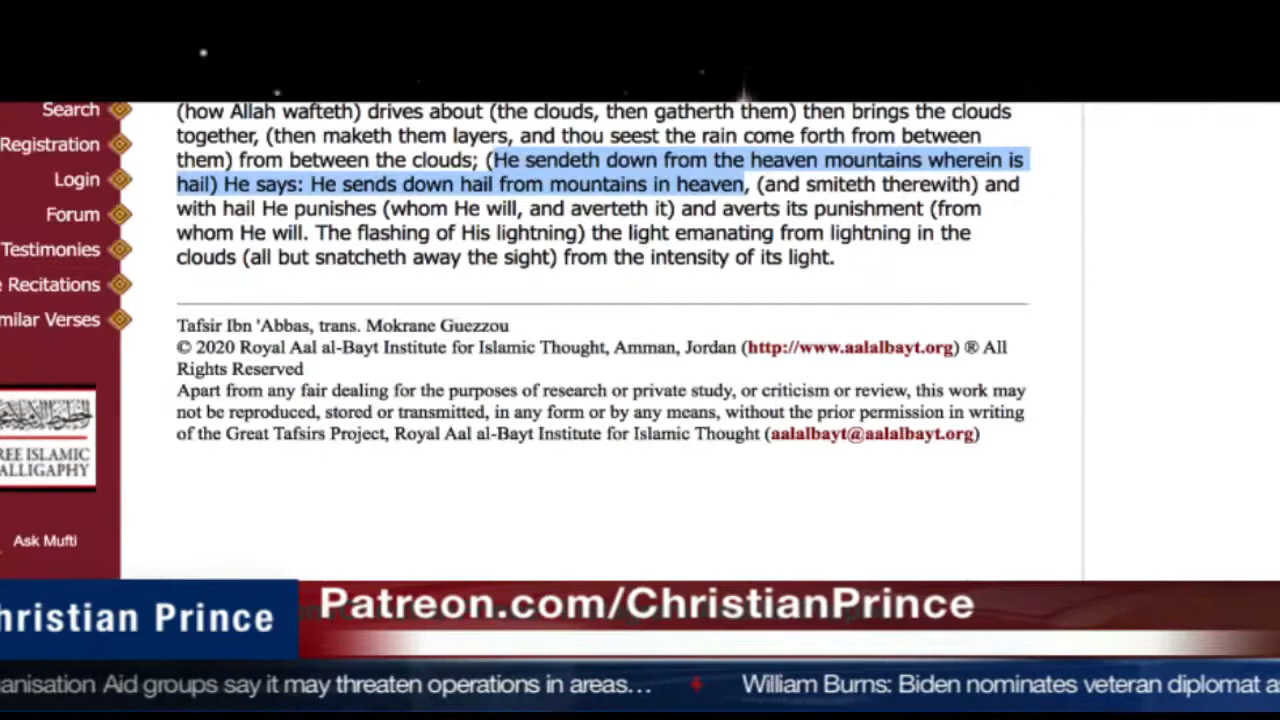 Search
Registration
Login
Forum
Testimonies
Recitations
Verses
(how Allah wafteth) drives about (the clouds, then gatherth them) then brings the clouds
together, (then maketh them layers, and thou seest the rain come forth from between
them) from between the clouds; (He sendeth down from the heaven mountains wherein is
hail) He says: He sends down hail from mountains in heaven, (and smiteth therewith) and
with hail He punishes (whom He will, and averteth it) and averts its punishment (from
whom He will. The flashing of His lightning) the light emanating from lightning in the
clouds (all but snatcheth away the sight) from the intensity of its light.
Tafsir Ibn 'Abbas, trans. Mokrane Guezzou
© 2020 Royal Aal al-Bayt Institute for Islamic Thought, Amman, Jordan (http://www.aalalbayt.org) ® All
Rights Reserved
Apart from any fair dealing for the purposes of research or private study, or criticism or review, this work may
not be reproduced, stored or transmitted, in any form or by any means, without the prior permission in writing
of the Great Tafsirs Project, Royal Aal al-Bayt Institute for Islamic Thought (aalalbayt@aalalbayt.org)
ISLAMIC
Ask Mufti
hristian Prince
Patreon.com/ChristianPrince
anisation Aid groups say it may threaten operations in areas...
William Burns: Biden nominates veteran diplomat as